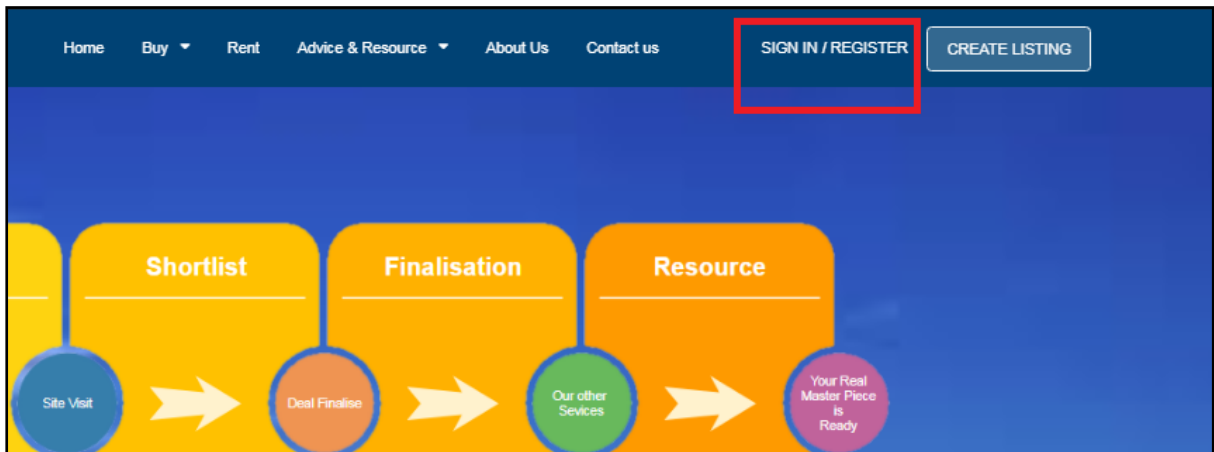 Home Buy Rent Advice & Resource About Us Contact us SIGN IN / REGISTER CREATE LISTING
Shortlist Finalisation Resource
Site Visit
Deal Finalise
Our other
Sevices
Your Real
Master Piece
is
Ready